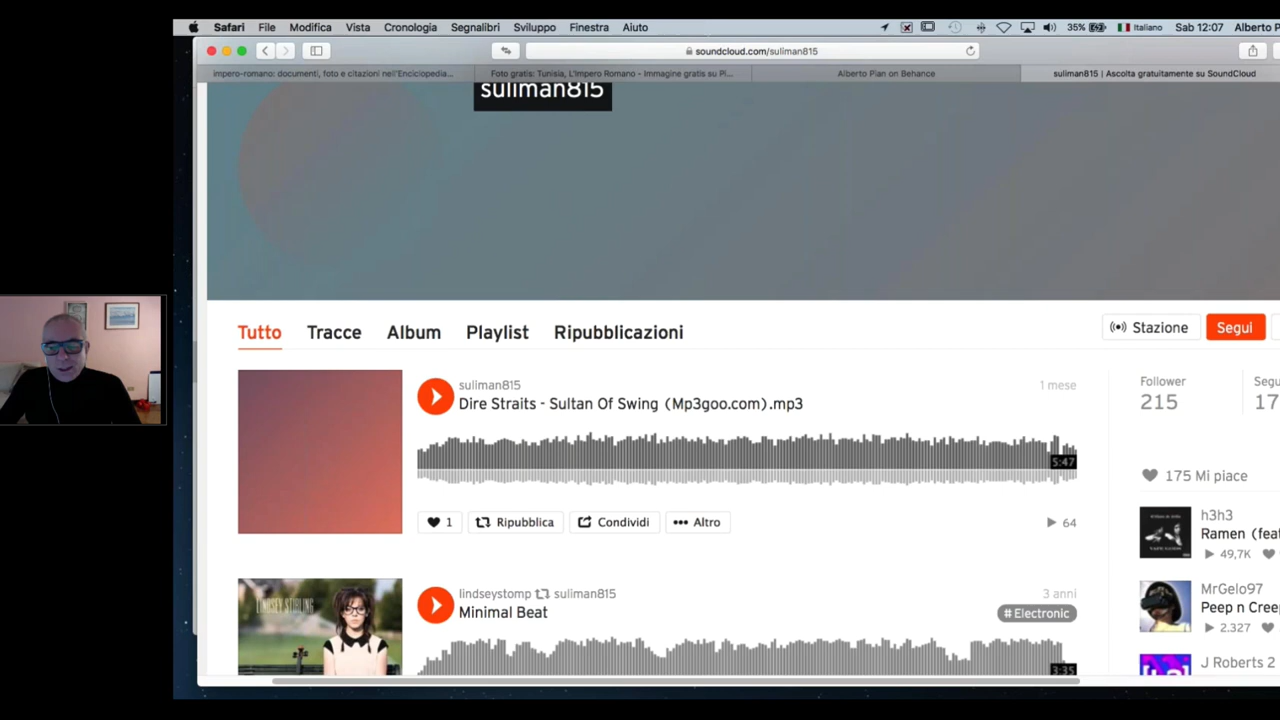 Safari File Modifica Vista Cronologia Segnalibri Sviluppo Finestra Aiuto 35% Italiano Sab 12:07 Alberto P
soundcloud.com/suliman815
impero-romano: documenti, foto e citazioni nell'Enciclopedia... Foto gratis: Tunisia, L'Impero Romano - Immagine gratis su Pi... Alberto Pian on Behance suliman815 | Ascolta gratuitamente su SoundCloud
suliman815
Tutto Tracce Album Playlist Ripubblicazioni Stazione Segui
suliman815 1 mese
Dire Straits - Sultan Of Swing (Mp3goo.com).mp3
5:47
1 Ripubblica Condividi Altro 64
lindseystomp suliman815 3 anni
Minimal Beat # Electronic
3:35
LINDSEY STIRLING
Follower Segu
215 17
175 Mi piace
h3h3
Ramen (feat
49,7K
MrGelo97
Peep n Cree
2.327
J Roberts 2